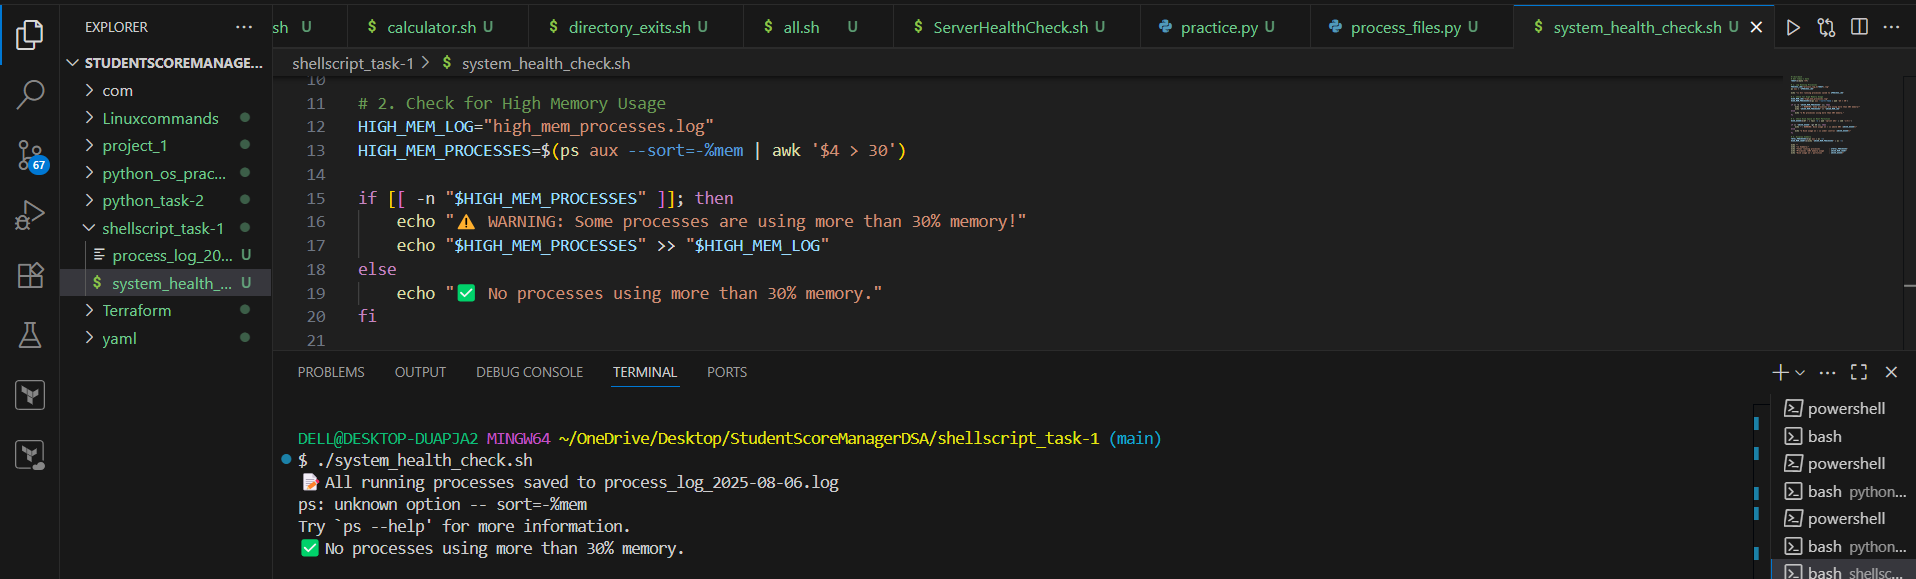 EXPLORER ···
STUDENTSCOREMANAGE...
com
Linuxcommands
project_1
python_os_prac...
python_task-2
shellscript_task-1
process_log_20... U
$ system_health_... U
Terraform
yaml
67
sh U
$ calculator.sh U
$ directory_exits.sh U
$ all.sh U
$ ServerHealthCheck.sh U
practice.py U
process_files.py U
$ system_health_check.sh U
shellscript_task-1 > $ system_health_check.sh
10
11 # 2. Check for High Memory Usage
12 HIGH_MEM_LOG="high_mem_processes.log"
13 HIGH_MEM_PROCESSES=$(ps aux --sort=-%mem | awk '$4 > 30')
14
15 if [[ -n "$HIGH_MEM_PROCESSES" ]]; then
16 echo "⚠️ WARNING: Some processes are using more than 30% memory!"
17 echo "$HIGH_MEM_PROCESSES" >> "$HIGH_MEM_LOG"
18 else
19 echo "✅ No processes using more than 30% memory."
20 fi
21
PROBLEMS OUTPUT DEBUG CONSOLE TERMINAL PORTS
DELL@DESKTOP-DUAPJA2 MINGW64 ~/OneDrive/Desktop/StudentScoreManagerDSA/shellscript_task-1 (main)
$ ./system_health_check.sh
📝 All running processes saved to process_log_2025-08-06.log
ps: unknown option -- sort=-%mem
Try `ps --help' for more information.
✅ No processes using more than 30% memory.
powershell
bash
powershell
bash python...
powershell
bash python...
bash shellsc...